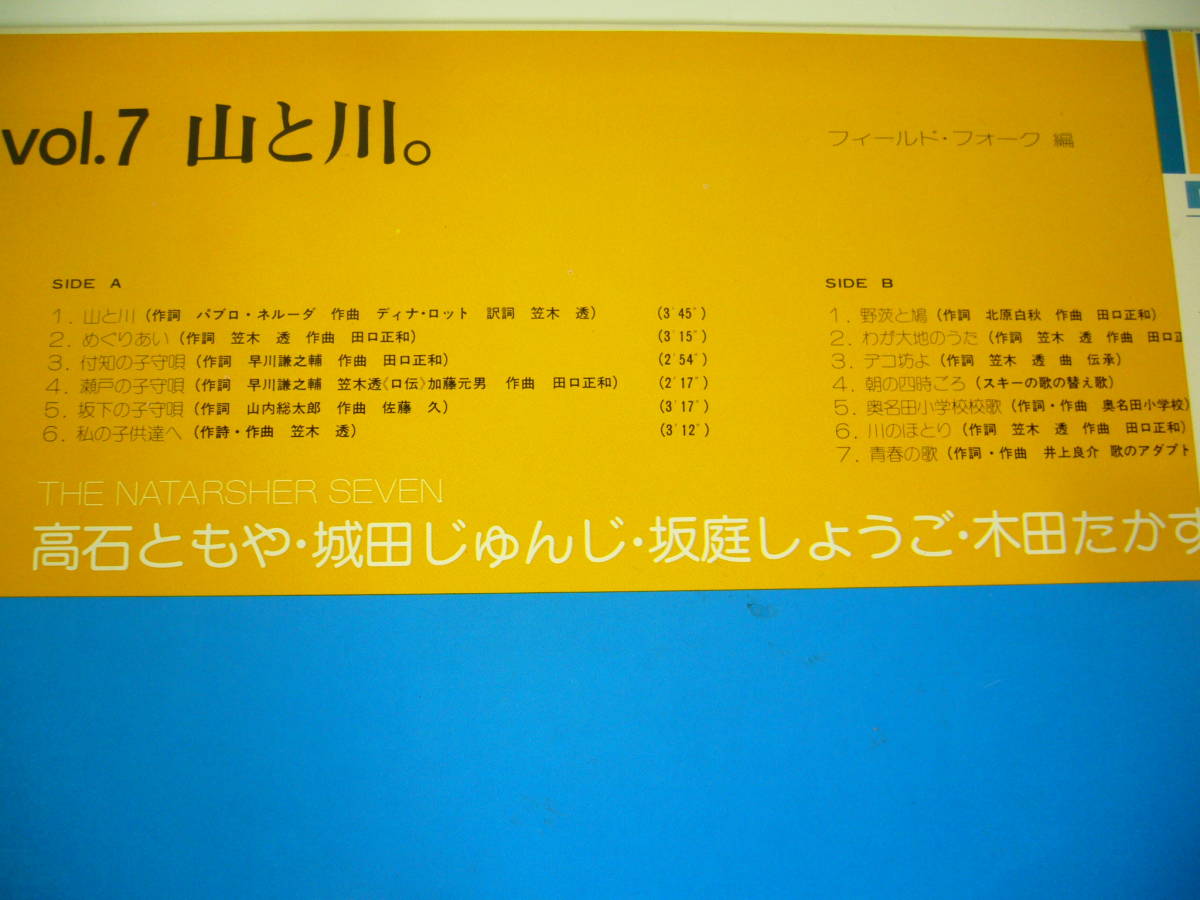 vol.7 山と川。
フィールド・フォーク 編
SIDE A
1. 山と川 (作詞 パブロ・ネルーダ 作曲 ディナ・ロット 訳詞 笠木 透) (3'45")
2. めぐりあい (作詞 笠木 透 作曲 田口正和) (3'15")
3. 付知の子守唄 (作詞 早川謙之輔 作曲 田口正和) (2'54")
4. 瀬戸の子守唄 (作詞 早川謙之輔 笠木透《口伝》加藤元男 作曲 田口正和) (2'17")
5. 坂下の子守唄 (作詞 山内総太郎 作曲 佐藤 久) (3'17")
6. 私の子供達へ (作詩・作曲 笠木 透) (3'12")
SIDE B
1. 野茨と鳩 (作詞 北原白秋 作曲 田口正和)
2. わが大地のうた (作詞 笠木 透 作曲 田口正
3. デコ坊よ (作詞 笠木 透 曲 伝承)
4. 朝の四時ごろ (スキーの歌の替え歌)
5. 奥名田小学校校歌 (作詞・作曲 奥名田小学校)
6. 川のほとり (作詞 笠木 透 作曲 田口正和)
7. 青春の歌 (作詞・作曲 井上良介 歌のアダプト
THE NATARSHER SEVEN
高石ともや・城田じゅんじ・坂庭しょうご・木田たかす